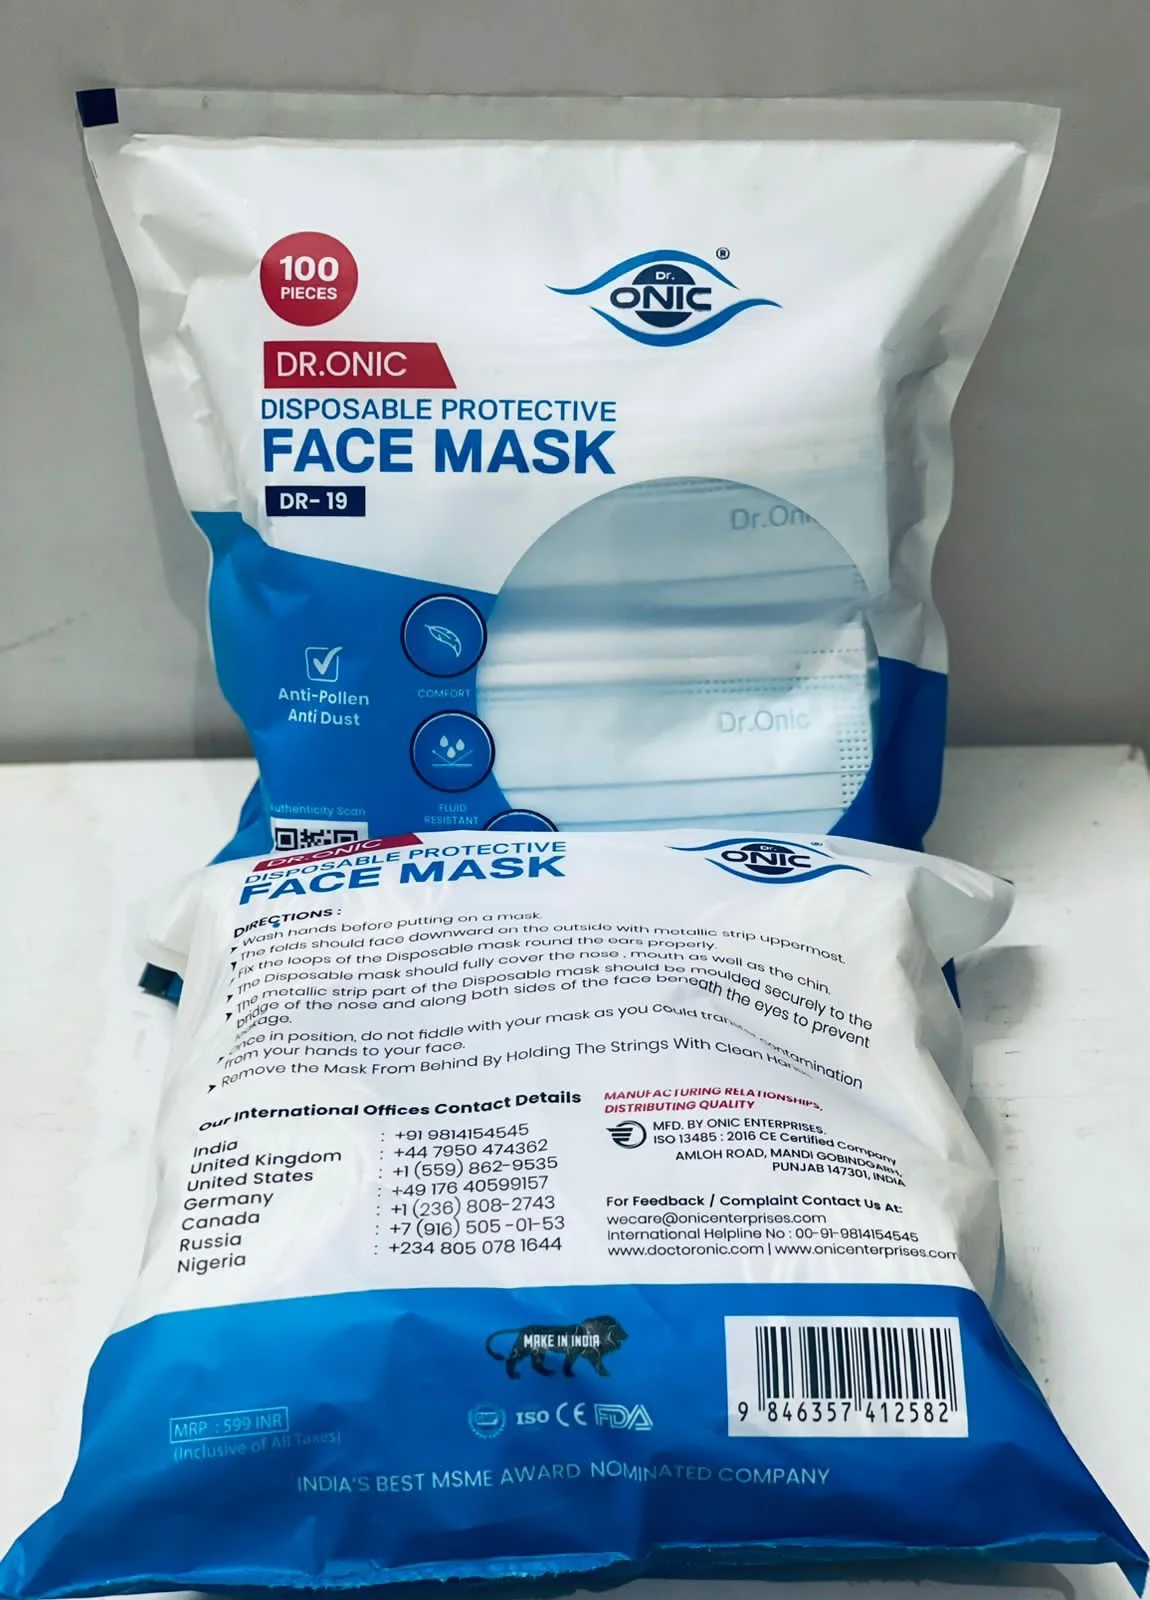 100
PIECES
Dr.
ONIC
®
DR.ONIC
DISPOSABLE PROTECTIVE
FACE MASK
DR- 19
Dr.Oni
Dr.Onic
Anti-Pollen
Anti Dust
COMFORT
FLUID
RESISTANT
uthenticity Scan
DR.ONIC
DISPOSABLE PROTECTIVE
FACE MASK
Dr.
ONIC
®
DIRECTIONS :
Wash hands before putting on a mask.
The folds should face downward on the outside with metallic strip uppermost.
Fix the loops of the Disposable mask round the ears properly.
The Disposable mask should fully cover the nose , mouth as well as the chin.
The metallic strip part of the Disposable mask should be moulded securely to the
bridge of the nose and along both sides of the face beneath the eyes to prevent
in position, do not fiddle with your mask as you could contamination
from your hands to your face.
Remove the Mask From Behind By Holding The Strings With Clean
Our International Offices Contact Details
India : +91 9814154545
United Kingdom : +44 7950 474362
United States : +1 (559) 862-9535
Germany : +49 176 40599157
Canada : +1 (236) 808-2743
Russia : +7 (916) 505-01-53
Nigeria : +234 805 078 1644
MANUFACTURING RELATIONSHIPS,
DISTRIBUTING QUALITY
MFD. BY ONIC ENTERPRISES,
ISO 13485 : 2016 CE Certified Company
AMLOH ROAD, MANDI GOBINDGARH,
PUNJAB 147301, INDIA
For Feedback / Complaint Contact Us At:
wecare@onicenterprises.com
International Helpline No : 00-91-9814154545
www.doctoronic.com | www.onicenterprises.com
MAKE IN INDIA
ISO CE FDA
MRP : 599 INR
(Inclusive of All Taxes)
9 846357 412582
INDIA'S BEST MSME AWARD NOMINATED COMPANY